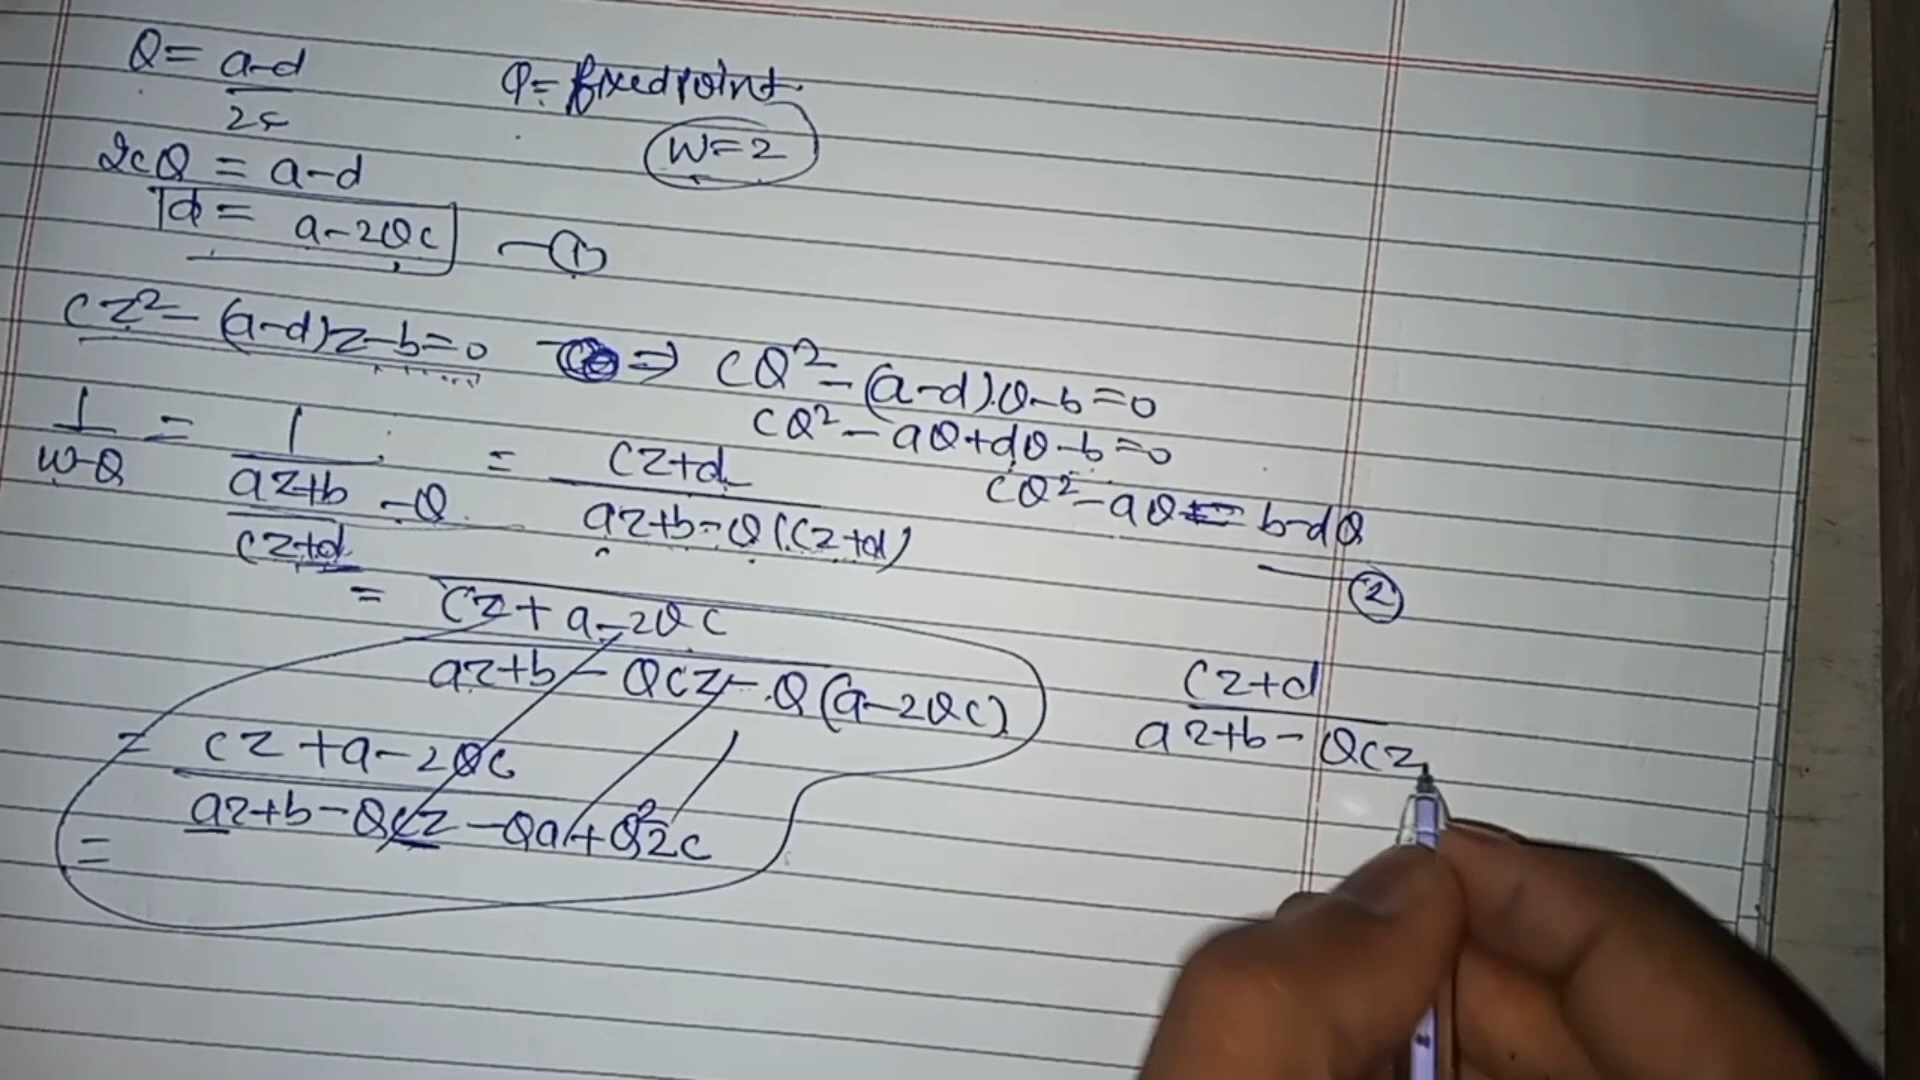 Q = a-d / 2c
Q = fixed point.
W = 2
2cQ = a-d
d = a-2Qc — ①
cz² - (a-d)z - b = 0 ⇒ cQ² - (a-d).Q - b = 0
cQ² - aQ + dQ - b = 0
cQ² - aQ = b - dQ — ②
1 / w-Q = 1 / az+b / cz+d - Q = cz+d / az+b - Q(cz+d)
= cz + a - 2Qc / az+b - Qcz - Q(a-2Qc)
= cz + a - 2Qc / az+b - Qcz - Qa + Q²2c
=
cz+d / az+b - Qcz